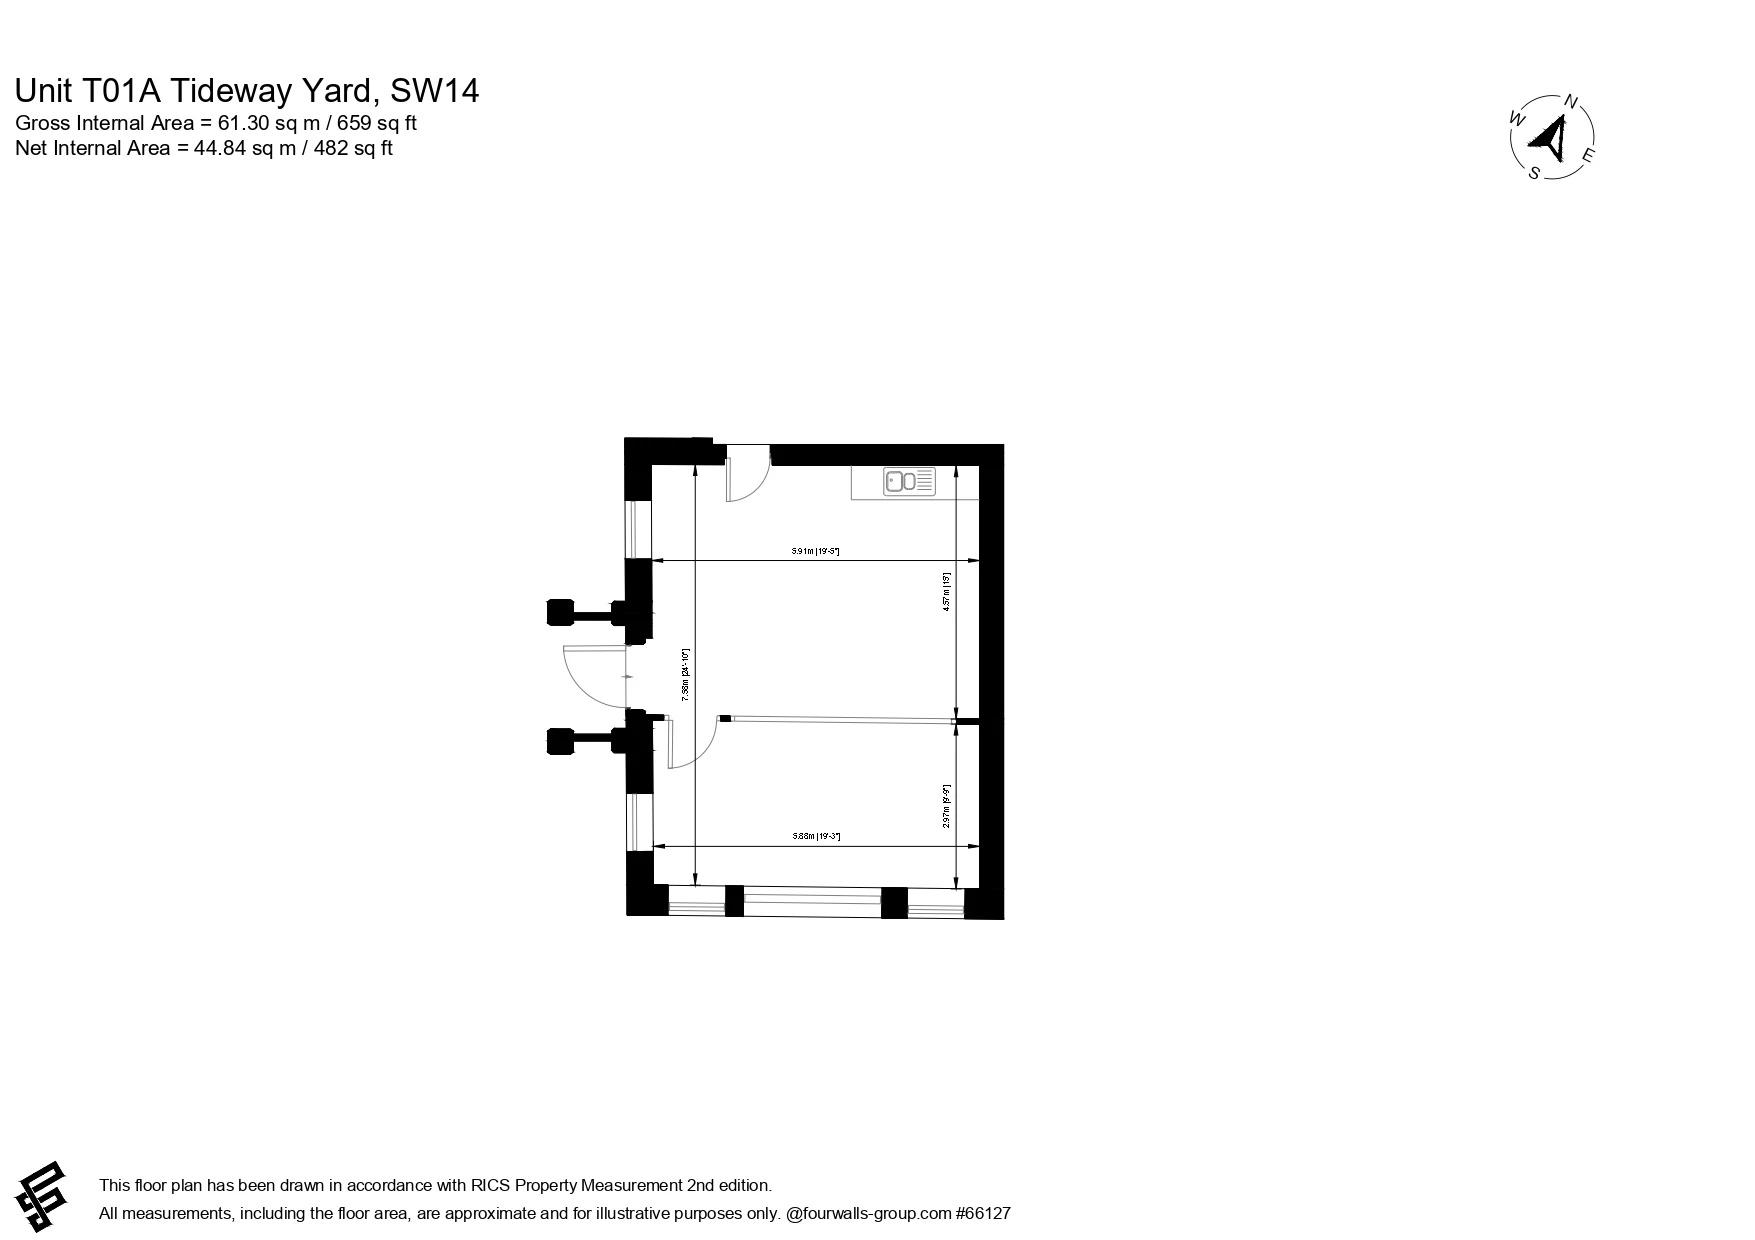 Unit T01A Tideway Yard, SW14
Gross Internal Area = 61.30 sq m / 659 sq ft
Net Internal Area = 44.84 sq m / 482 sq ft
N
W
E
S
5.91m [19'-5"]
4.57m [15']
7.56m [24'-10"]
2.97m [9'-9"]
5.88m [19'-3"]
This floor plan has been drawn in accordance with RICS Property Measurement 2nd edition.
All measurements, including the floor area, are approximate and for illustrative purposes only. @fourwalls-group.com #66127